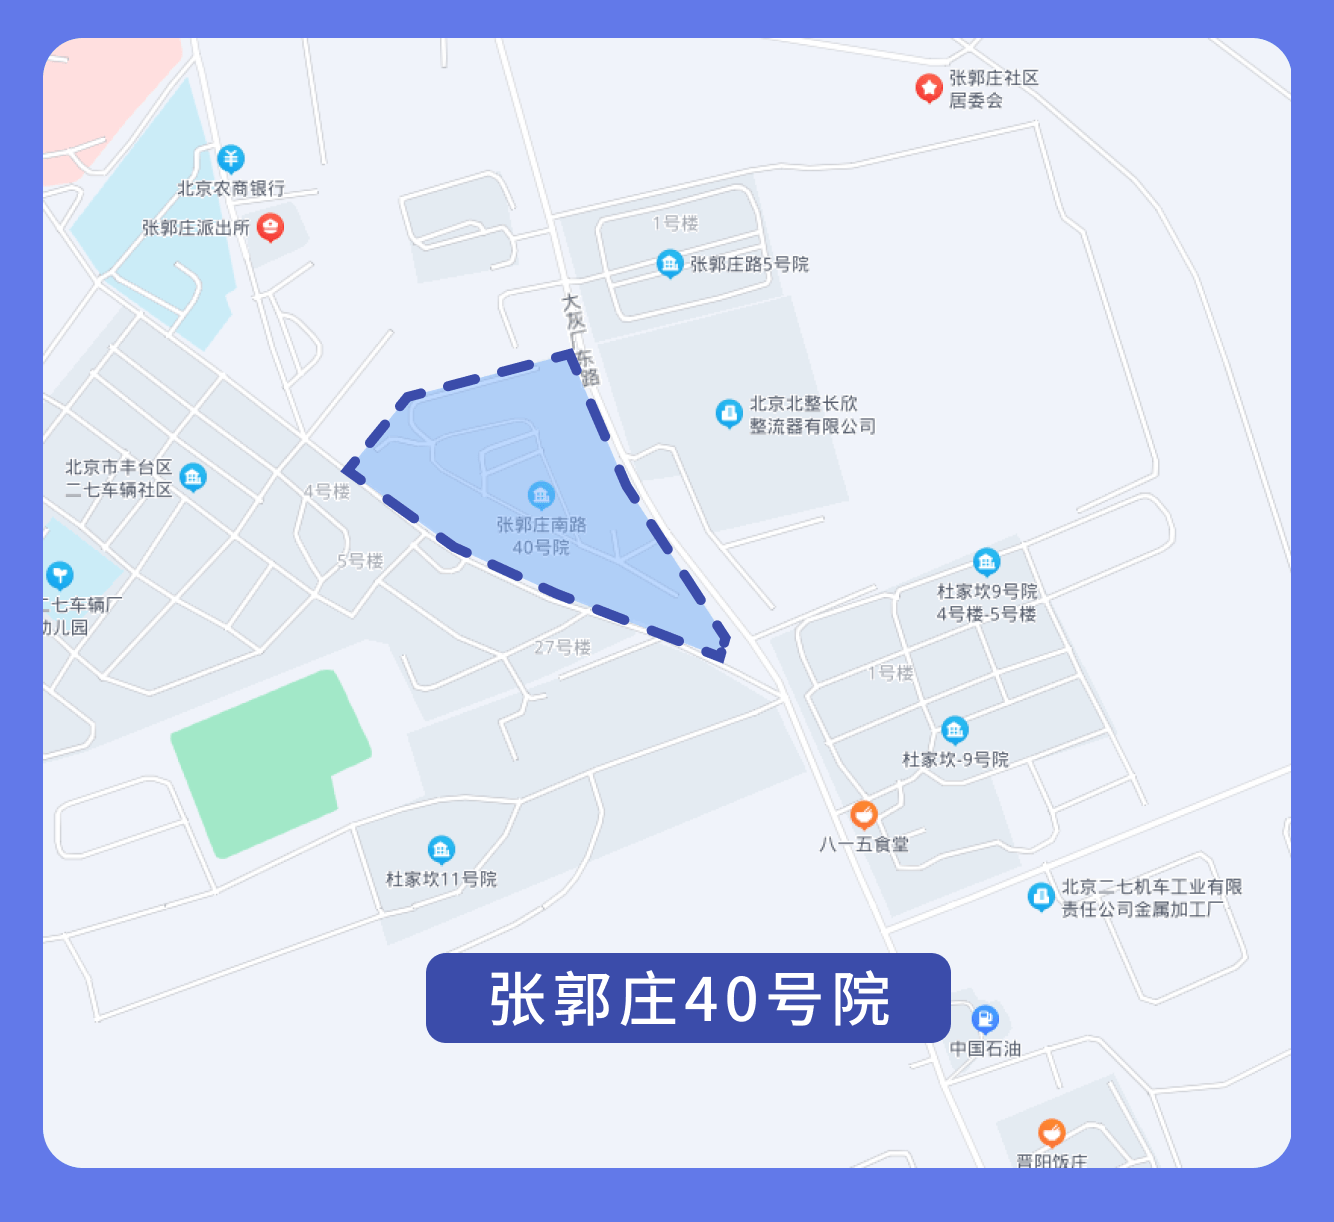 张郭庄社区
居委会
北京农商银行
张郭庄派出所
1号楼
张郭庄路5号院
大灰厂东路
北京北整长欣
整流器有限公司
北京市丰台区
二七车辆社区
4号楼
张郭庄南路
40号院
5号楼
二七车辆厂
幼儿园
杜家坎9号院
4号楼-5号楼
27号楼
1号楼
杜家坎-9号院
八一五食堂
杜家坎11号院
北京二七机车工业有限
责任公司金属加工厂
张郭庄40号院
中国石油
晋阳饭庄